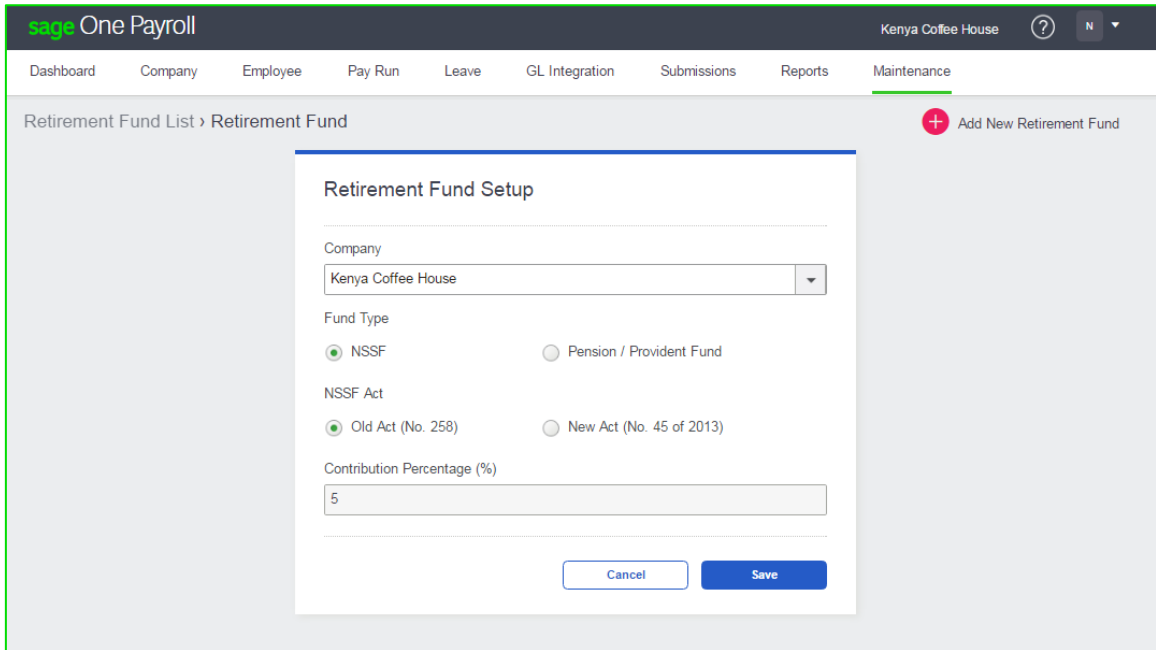 sage One Payroll
Kenya Coffee House ? N
Dashboard Company Employee Pay Run Leave GL Integration Submissions Reports Maintenance
Retirement Fund List › Retirement Fund
+ Add New Retirement Fund
Retirement Fund Setup
Company
Kenya Coffee House
Fund Type
NSSF Pension / Provident Fund
NSSF Act
Old Act (No. 258) New Act (No. 45 of 2013)
Contribution Percentage (%)
5
Cancel Save